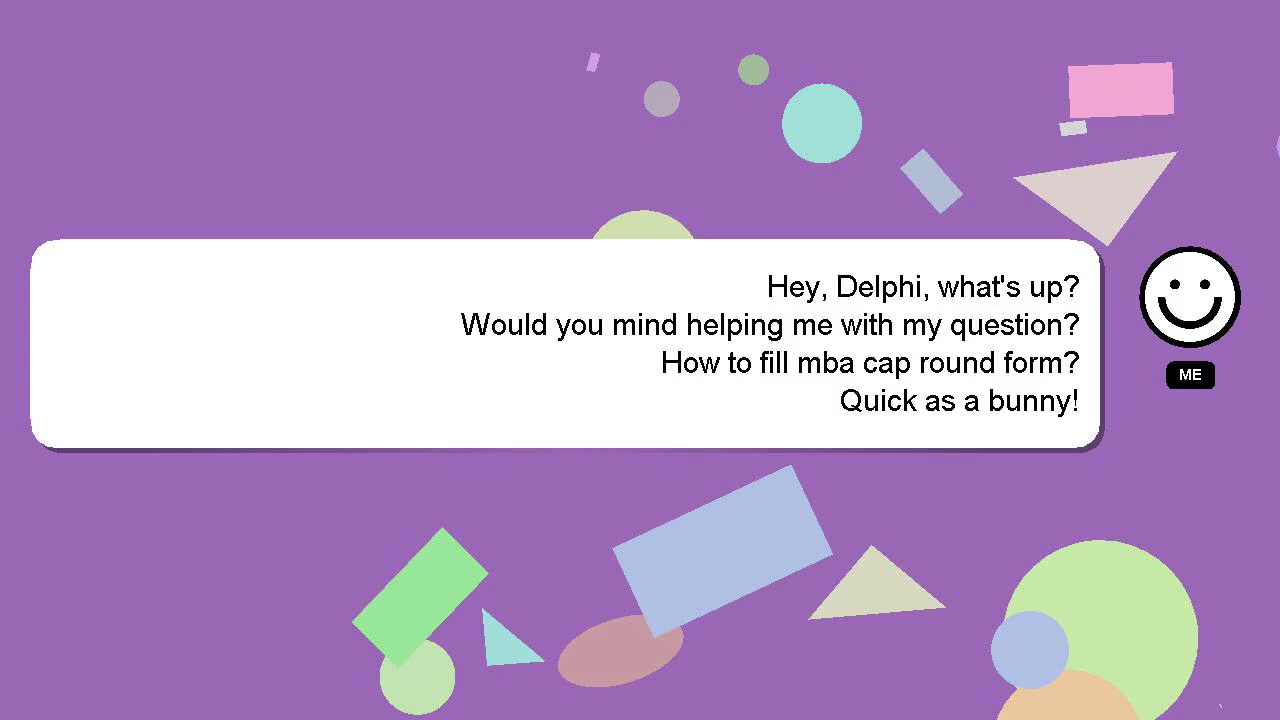 Hey, Delphi, what's up?
Would you mind helping me with my question?
How to fill mba cap round form?
Quick as a bunny!
ME